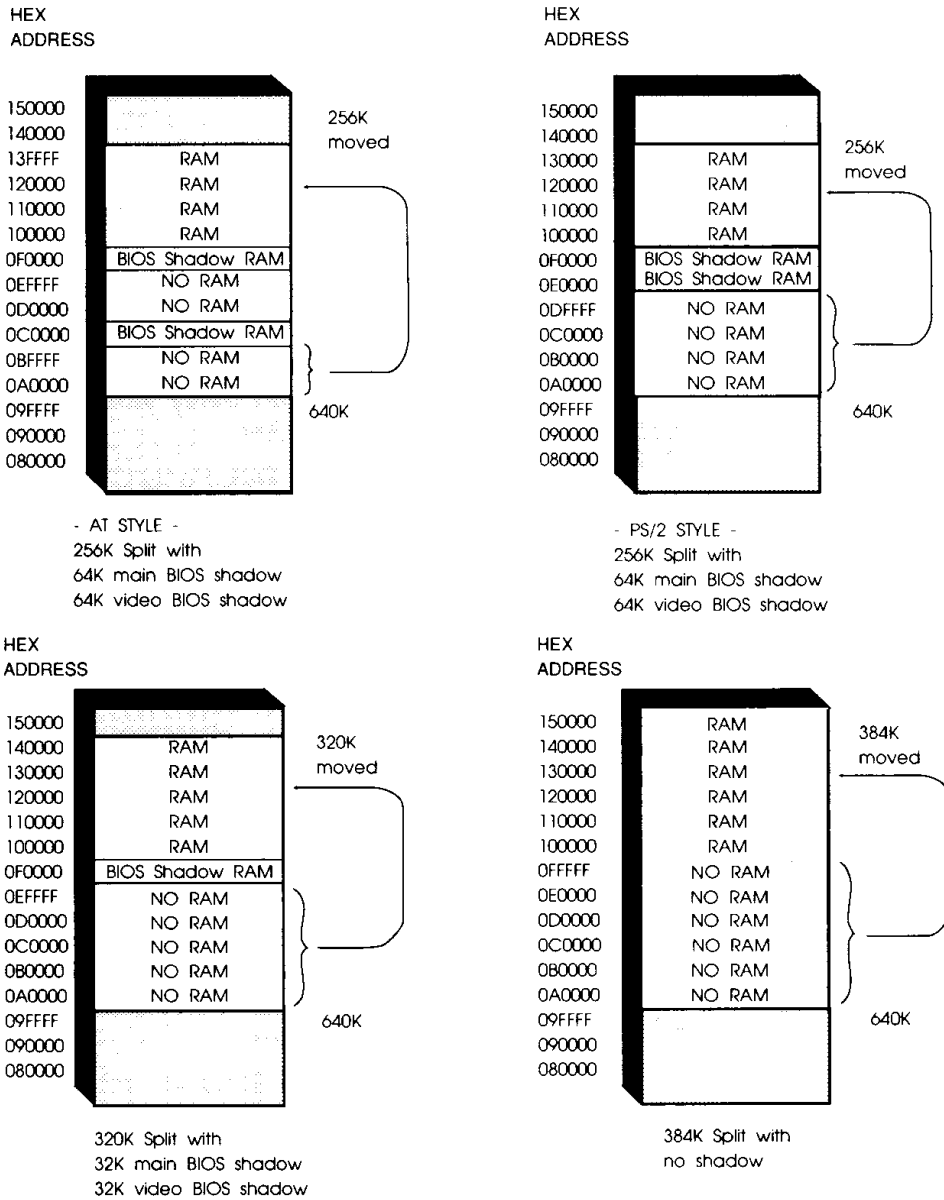 HEX
ADDRESS
150000
140000
13FFFF RAM
120000 RAM
110000 RAM
100000 RAM
0F0000 BIOS Shadow RAM
0EFFFF NO RAM
0D0000 NO RAM
0C0000 BIOS Shadow RAM
0BFFFF NO RAM
0A0000 NO RAM
09FFFF
090000
080000
256K
moved
640K
- AT STYLE -
256K Split with
64K main BIOS shadow
64K video BIOS shadow
HEX
ADDRESS
150000
140000
130000 RAM
120000 RAM
110000 RAM
100000 RAM
0F0000 BIOS Shadow RAM
0E0000 BIOS Shadow RAM
0DFFFF NO RAM
0C0000 NO RAM
0B0000 NO RAM
0A0000 NO RAM
09FFFF
090000
080000
256K
moved
640K
- PS/2 STYLE -
256K Split with
64K main BIOS shadow
64K video BIOS shadow
HEX
ADDRESS
150000
140000 RAM
130000 RAM
120000 RAM
110000 RAM
100000 RAM
0F0000 BIOS Shadow RAM
0EFFFF NO RAM
0D0000 NO RAM
0C0000 NO RAM
0B0000 NO RAM
0A0000 NO RAM
09FFFF
090000
080000
320K
moved
640K
320K Split with
32K main BIOS shadow
32K video BIOS shadow
HEX
ADDRESS
150000 RAM
140000 RAM
130000 RAM
120000 RAM
110000 RAM
100000 RAM
0FFFFF NO RAM
0E0000 NO RAM
0D0000 NO RAM
0C0000 NO RAM
0B0000 NO RAM
0A0000 NO RAM
09FFFF
090000
080000
384K
moved
640K
384K Split with
no shadow